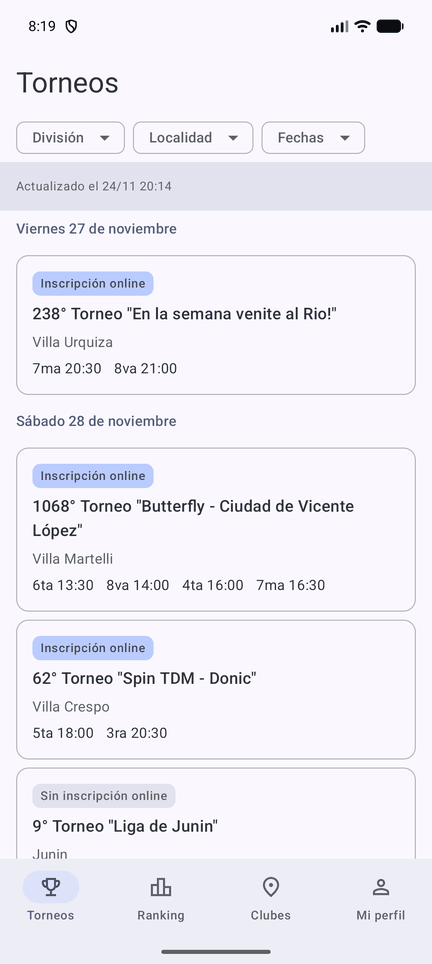 8:19
Torneos
División
Localidad
Fechas
Actualizado el 24/11 20:14
Viernes 27 de noviembre
Inscripción online
238° Torneo "En la semana venite al Rio!"
Villa Urquiza
7ma 20:30 8va 21:00
Sábado 28 de noviembre
Inscripción online
1068° Torneo "Butterfly - Ciudad de Vicente
López"
Villa Martelli
6ta 13:30 8va 14:00 4ta 16:00 7ma 16:30
Inscripción online
62° Torneo "Spin TDM - Donic"
Villa Crespo
5ta 18:00 3ra 20:30
Sin inscripción online
9° Torneo "Liga de Junin"
Junin
Torneos
Ranking
Clubes
Mi perfil